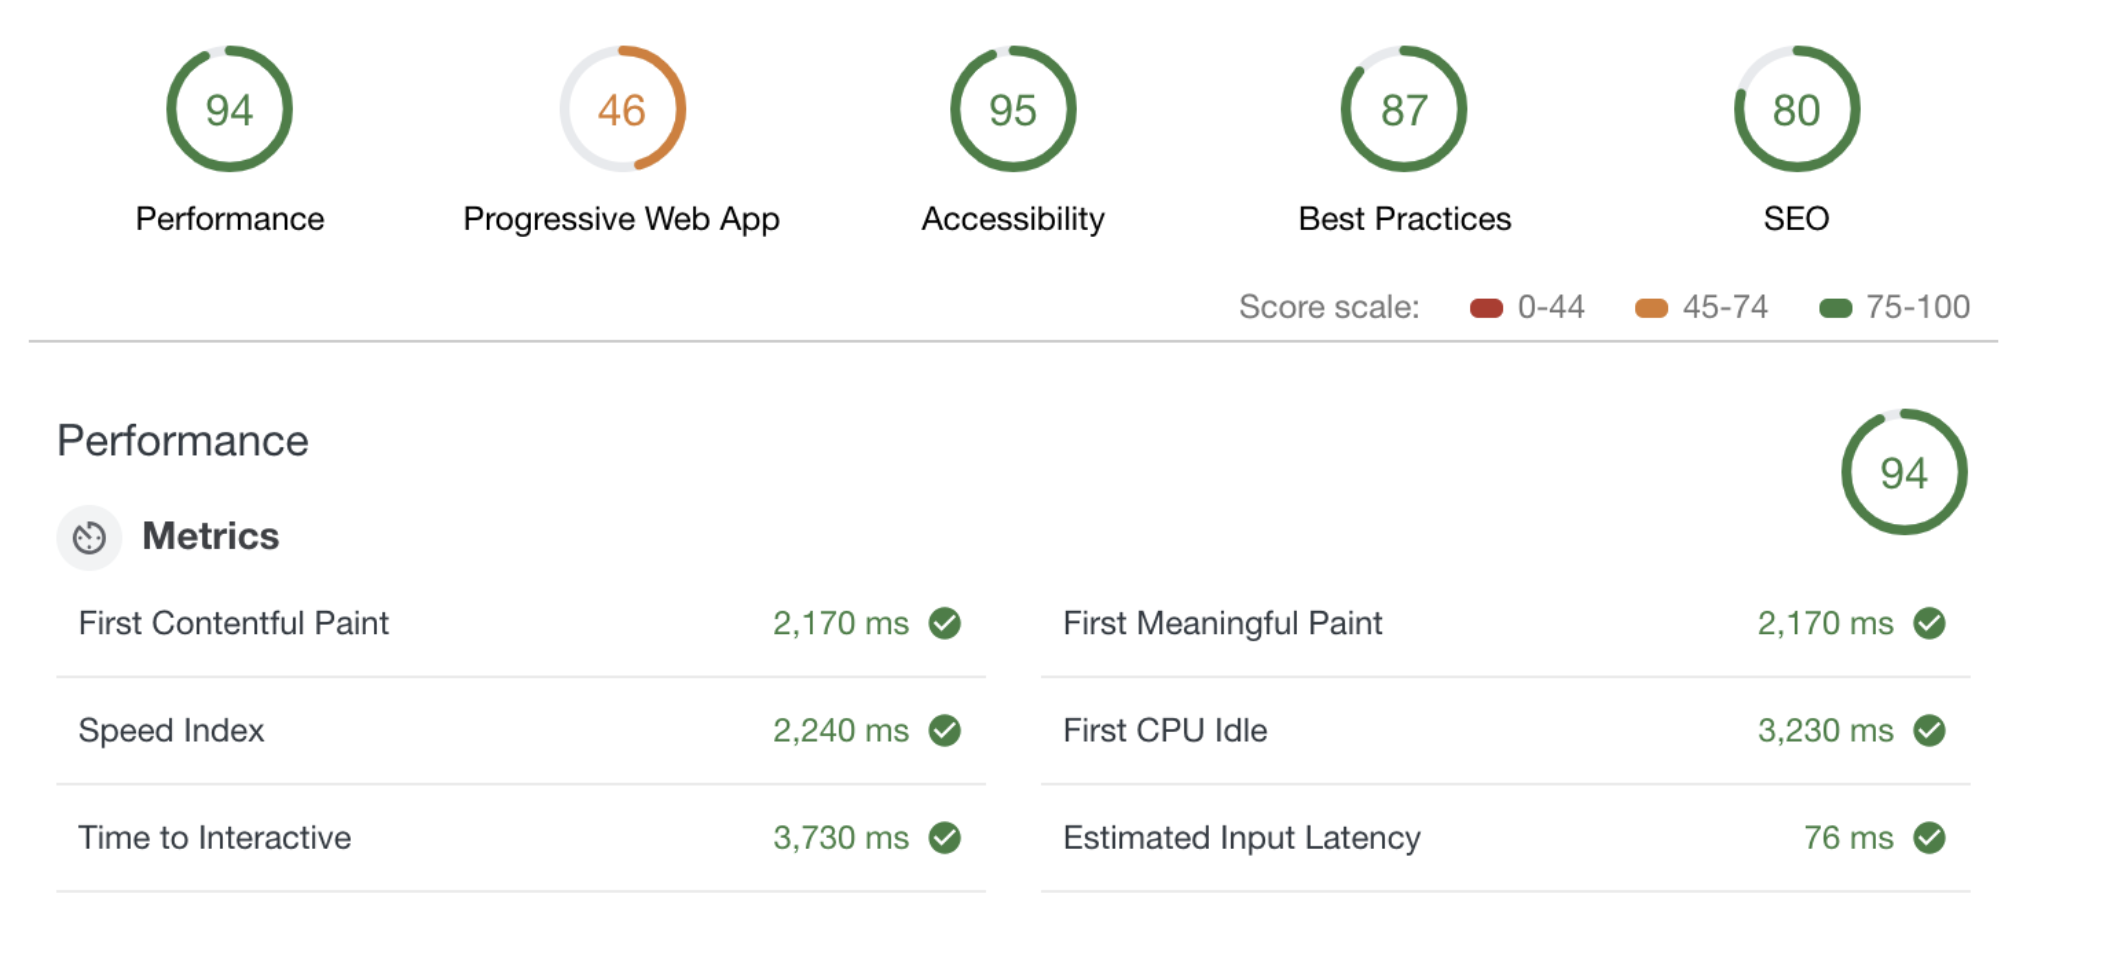 94 46 95 87 80
Performance Progressive Web App Accessibility Best Practices SEO
Score scale: 0-44 45-74 75-100
Performance
94
Metrics
First Contentful Paint 2,170 ms First Meaningful Paint 2,170 ms
Speed Index 2,240 ms First CPU Idle 3,230 ms
Time to Interactive 3,730 ms Estimated Input Latency 76 ms